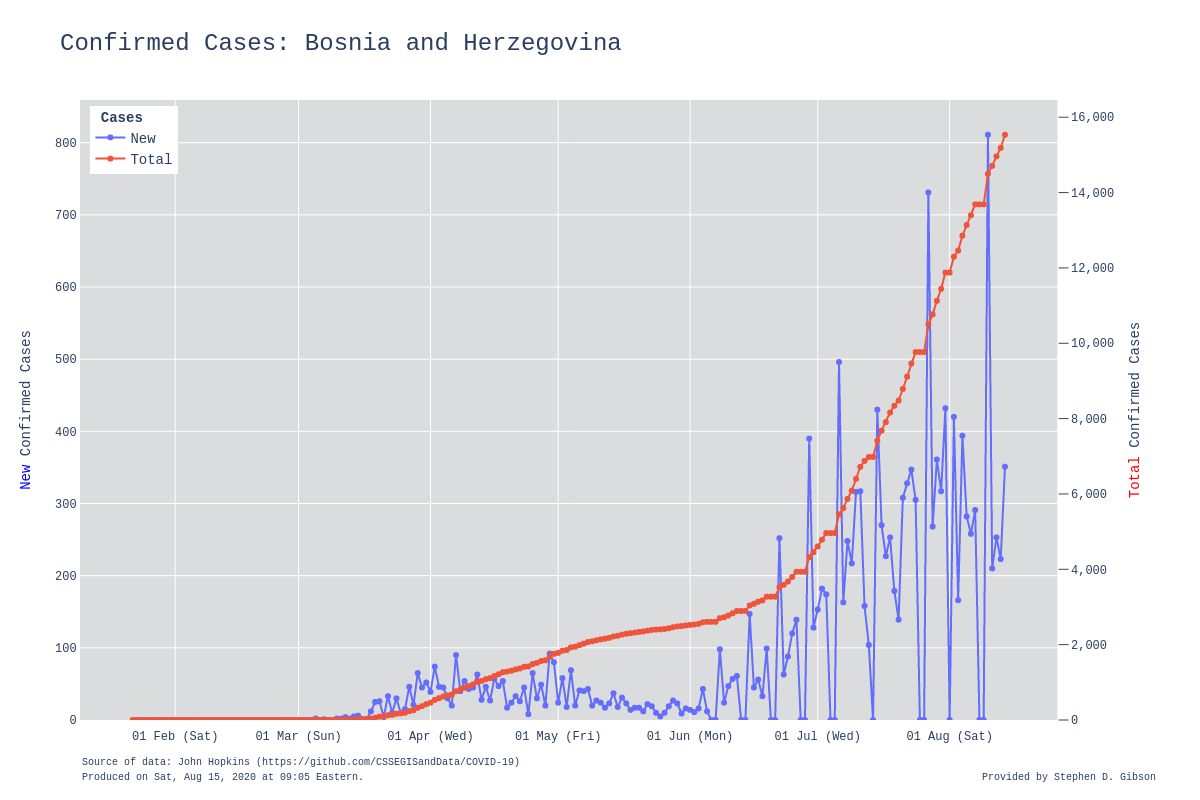 Confirmed Cases: Bosnia and Herzegovina
Cases
New
Total
800
700
600
500
400
300
200
100
0
16,000
14,000
12,000
10,000
8,000
6,000
4,000
2,000
0
New Confirmed Cases
Total Confirmed Cases
01 Feb (Sat) 01 Mar (Sun) 01 Apr (Wed) 01 May (Fri) 01 Jun (Mon) 01 Jul (Wed) 01 Aug (Sat)
Source of data: John Hopkins (https://github.com/CSSEGISandData/COVID-19)
Produced on Sat, Aug 15, 2020 at 09:05 Eastern.
Provided by Stephen D. Gibson